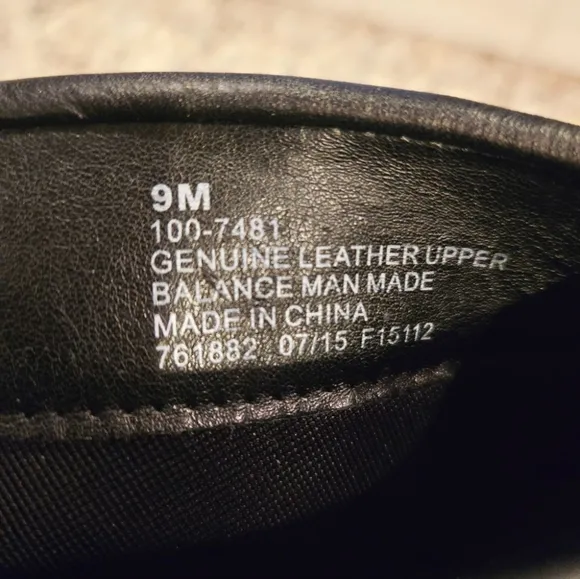 9M
100-7481
GENUINE LEATHER UPPER
BALANCE MAN MADE
MADE IN CHINA
761882 07/15 F15112